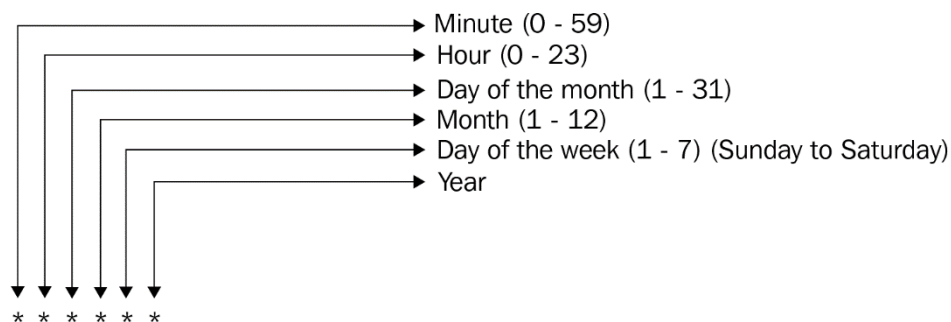 Minute (0 - 59)
Hour (0 - 23)
Day of the month (1 - 31)
Month (1 - 12)
Day of the week (1 - 7) (Sunday to Saturday)
Year
* * * * * *